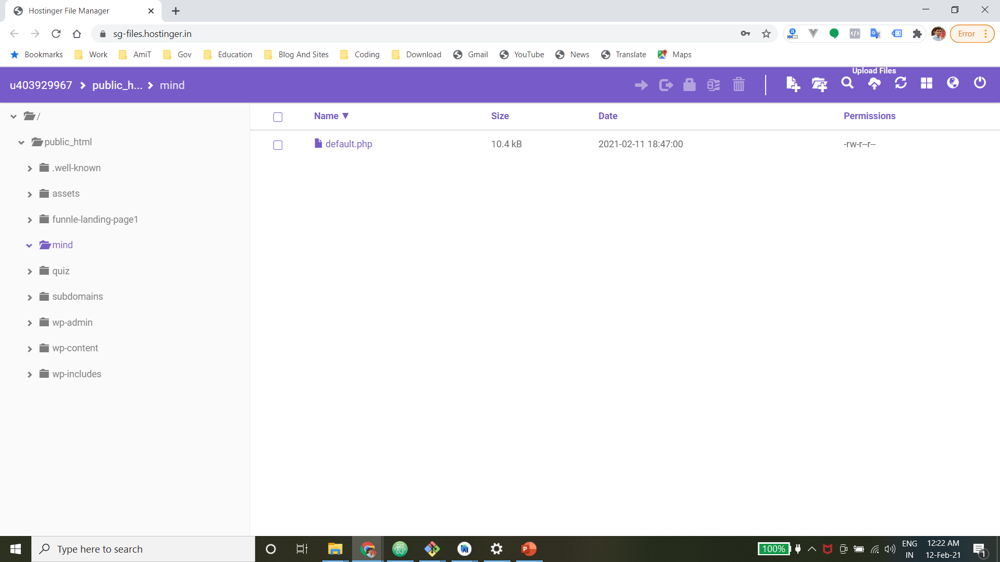 Hostinger File Manager
sg-files.hostinger.in
Error
Bookmarks Work AmiT Gov Education Blog And Sites Coding Download Gmail YouTube News Translate Maps
Upload Files
u403929967 public_h... mind
/
public_html
.well-known
assets
funnle-landing-page1
mind
quiz
subdomains
wp-admin
wp-content
wp-includes
Name ▼ Size Date Permissions
default.php 10.4 kB 2021-02-11 18:47:00 -rw-r--r--
Type here to search
100%
ENG
IN
12:22 AM
12-Feb-21
1